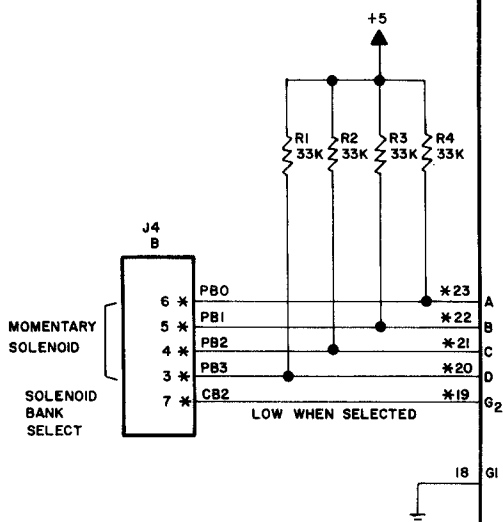 +5
R1 R2 R3 R4
33K 33K 33K 33K
J4
B
6 * PB0 *23 A
MOMENTARY SOLENOID
5 * PB1 *22 B
4 * PB2 *21 C
3 * PB3 *20 D
SOLENOID BANK SELECT
7 * CB2 *19 G2
LOW WHEN SELECTED
18 G1